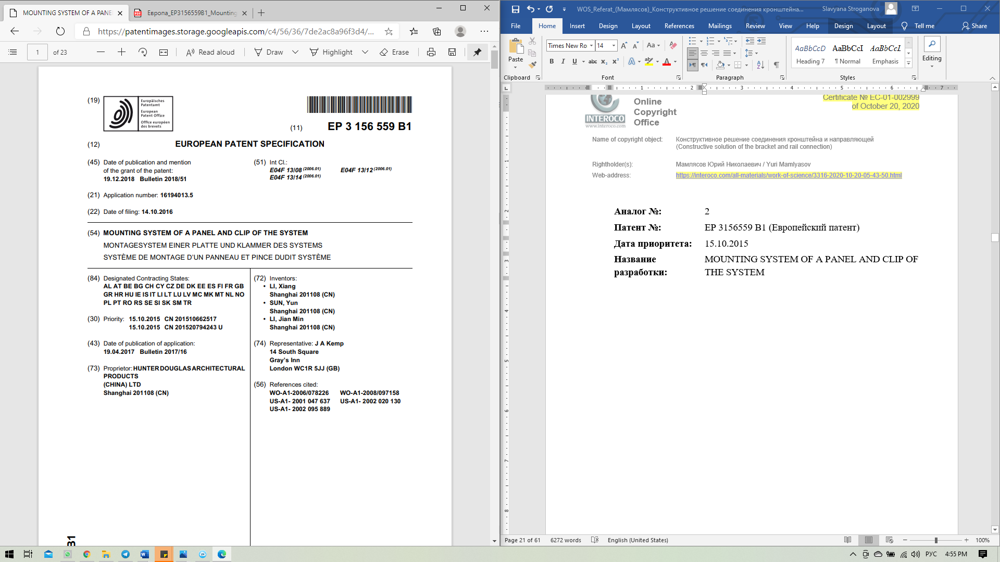 MOUNTING SYSTEM OF A PANE
Европа_EP3156559B1_Mounting
https://patentimages.storage.googleapis.com/c4/56/36/7de2ac8a96f3d4/...
1 of 23
Read aloud
Draw
Highlight
Erase
(19)
Europäisches
Patentamt
European
Patent Office
Office européen
des brevets
(11) EP 3 156 559 B1
(12) EUROPEAN PATENT SPECIFICATION
(45) Date of publication and mention
of the grant of the patent:
19.12.2018 Bulletin 2018/51
(51) Int Cl.:
E04F 13/08 (2006.01) E04F 13/12 (2006.01)
E04F 13/14 (2006.01)
(21) Application number: 16194013.5
(22) Date of filing: 14.10.2016
(54) MOUNTING SYSTEM OF A PANEL AND CLIP OF THE SYSTEM
MONTAGESYSTEM EINER PLATTE UND KLAMMER DES SYSTEMS
SYSTÈME DE MONTAGE D'UN PANNEAU ET PINCE DUDIT SYSTÈME
(84) Designated Contracting States:
AL AT BE BG CH CY CZ DE DK EE ES FI FR GB
GR HR HU IE IS IT LI LT LU LV MC MK MT NL NO
PL PT RO RS SE SI SK SM TR
(30) Priority: 15.10.2015 CN 201510662517
15.10.2015 CN 201520794243 U
(43) Date of publication of application:
19.04.2017 Bulletin 2017/16
(73) Proprietor: HUNTER DOUGLAS ARCHITECTURAL
PRODUCTS
(CHINA) LTD
Shanghai 201108 (CN)
(72) Inventors:
• LI, Xiang
Shanghai 201108 (CN)
• SUN, Yun
Shanghai 201108 (CN)
• LI, Jian Min
Shanghai 201108 (CN)
(74) Representative: J A Kemp
14 South Square
Gray's Inn
London WC1R 5JJ (GB)
(56) References cited:
WO-A1-2006/078226 WO-A1-2008/097158
US-A1- 2001 047 637 US-A1- 2002 020 130
US-A1- 2002 095 889
B1
WOS_Referat_(Мамлясов)_Конструктивное решение соединения кронштейна...
Slavyana Stroganova
File Home Insert Design Layout References Mailings Review View Help Design Layout Tell me Share
Paste
Times New Ro 14
AaBbCcD AaBbCcI AaBbCcI
Heading 7 ¶ Normal Emphasis
Editing
Clipboard Font Paragraph Styles
1 2 3 4 5 6 7
1
2
3
4
5
6
7
8
INTEROCO
www.interoco.com
Online
Copyright
Office
Certificate № EC-01-002999
of October 20, 2020
Name of copyright object: Конструктивное решение соединения кронштейна и направляющей
(Constructive solution of the bracket and rail connection)
Rightholder(s): Мамлясов Юрий Николаевич / Yuri Mamlyasov
Web-address: https://interoco.com/all-materials/work-of-science/3316-2020-10-20-05-43-50.html
Аналог №: 2
Патент №: EP 3156559 B1 (Европейский патент)
Дата приоритета: 15.10.2015
Название
разработки:
MOUNTING SYSTEM OF A PANEL AND CLIP OF
THE SYSTEM
Page 21 of 61 6272 words English (United States) 100%
РУС 4:55 PM